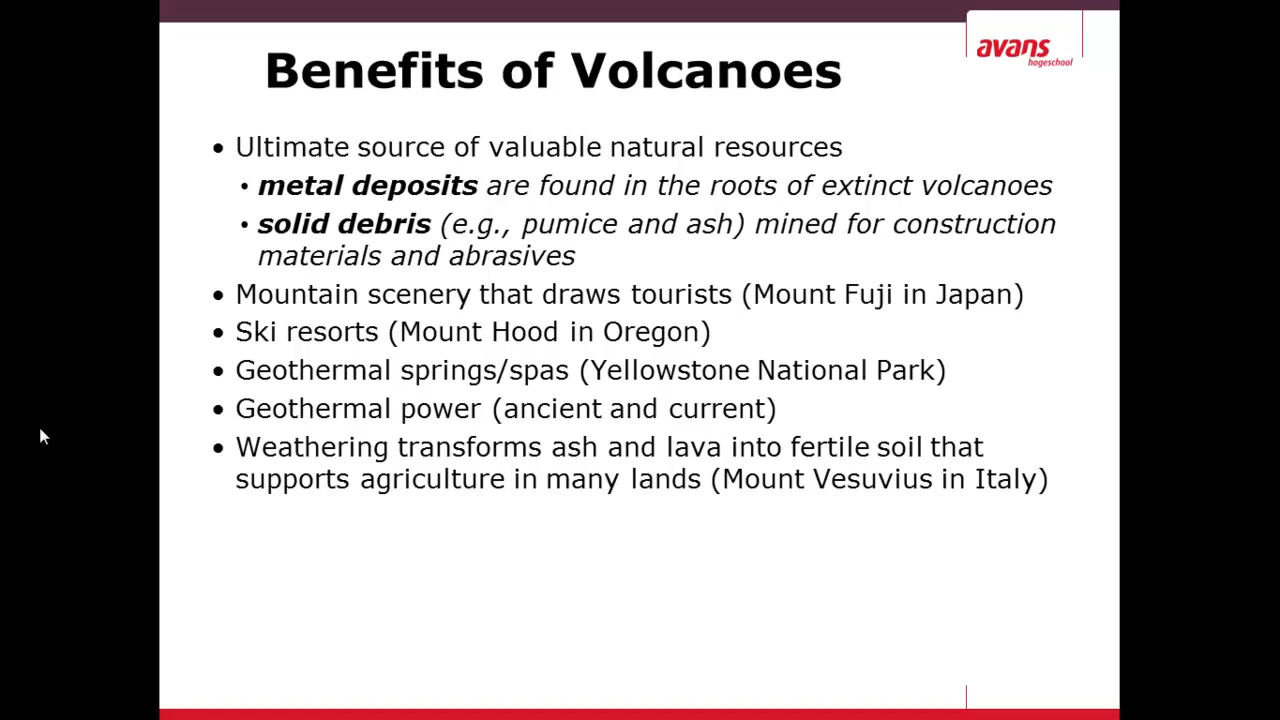 avans
hogeschool
Benefits of Volcanoes
• Ultimate source of valuable natural resources
• metal deposits are found in the roots of extinct volcanoes
• solid debris (e.g., pumice and ash) mined for construction
materials and abrasives
• Mountain scenery that draws tourists (Mount Fuji in Japan)
• Ski resorts (Mount Hood in Oregon)
• Geothermal springs/spas (Yellowstone National Park)
• Geothermal power (ancient and current)
• Weathering transforms ash and lava into fertile soil that
supports agriculture in many lands (Mount Vesuvius in Italy)